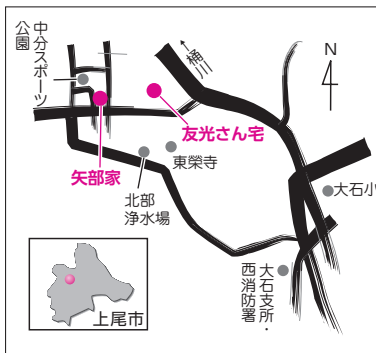 中分スポーツ
公園
↑桶川
N
友光さん宅
矢部家
東榮寺
北部
浄水場
大石小
大石支所・
西消防署
上尾市